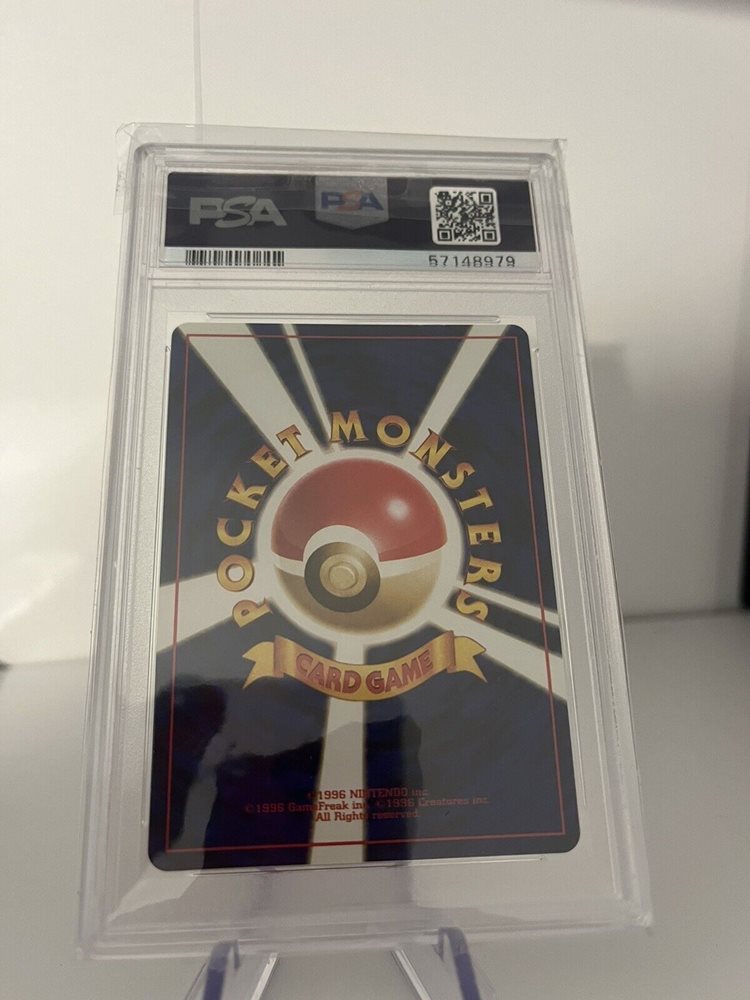 PSA
PSA
57148979
POCKET MONSTERS
CARD GAME
©1996 NINTENDO inc.
©1996 GameFreak inc. ©1996 Creatures inc.
All Rights reserved.